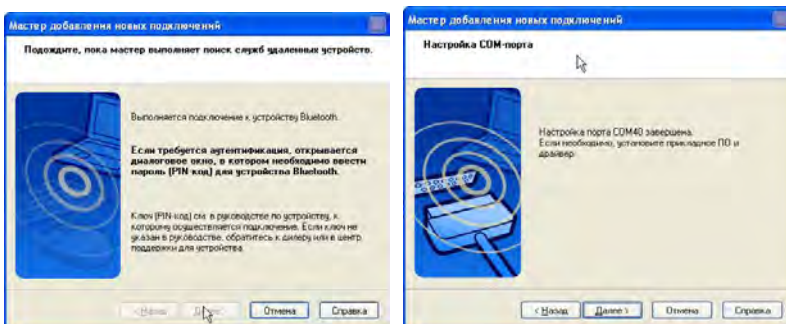 Мастер добавления новых подключений
Подождите, пока мастер выполняет поиск служб удаленных устройств.
Выполняется подключение к устройству Bluetooth.
Если требуется аутентификация, открывается
диалоговое окно, в котором необходимо ввести
пароль (PIN-код) для устройства Bluetooth.
Ключ (PIN-код) см. в руководстве по устройству, к
которому осуществляется подключение. Если ключ не
указан в руководстве, обратитесь к дилеру или в центр
поддержки для устройства.
< Назад
Далее >
Отмена
Справка
Мастер добавления новых подключений
Настройка COM-порта
Настройка порта COM40 завершена.
Если необходимо, установите прикладное ПО и
драйвер.
< Назад
Далее >
Отмена
Справка